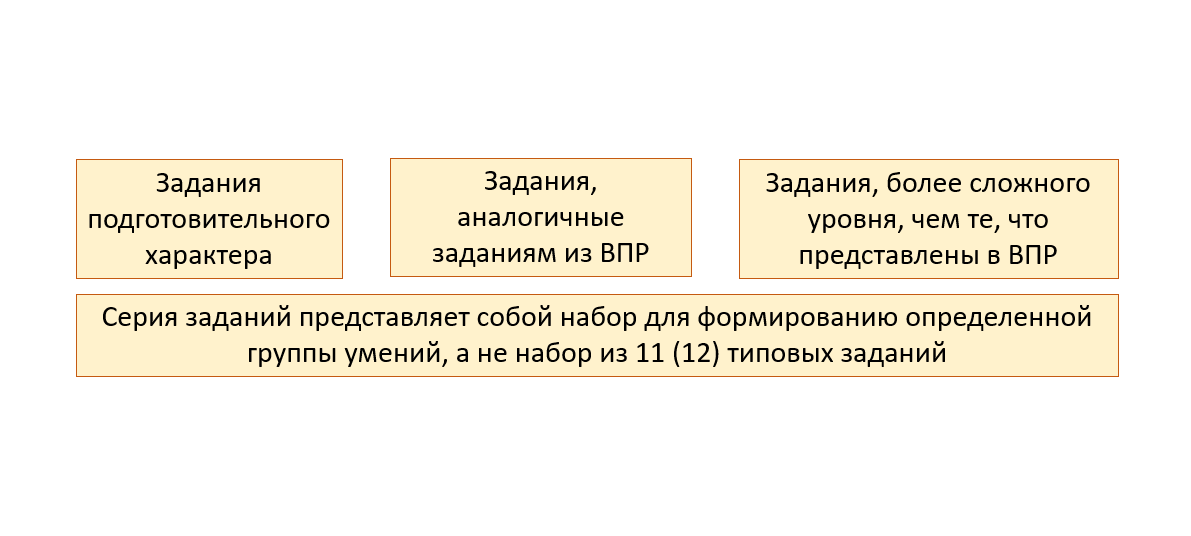 Задания
подготовительного
характера
Задания,
аналогичные
заданиям из ВПР
Задания, более сложного
уровня, чем те, что
представлены в ВПР
Серия заданий представляет собой набор для формированию определенной
группы умений, а не набор из 11 (12) типовых заданий